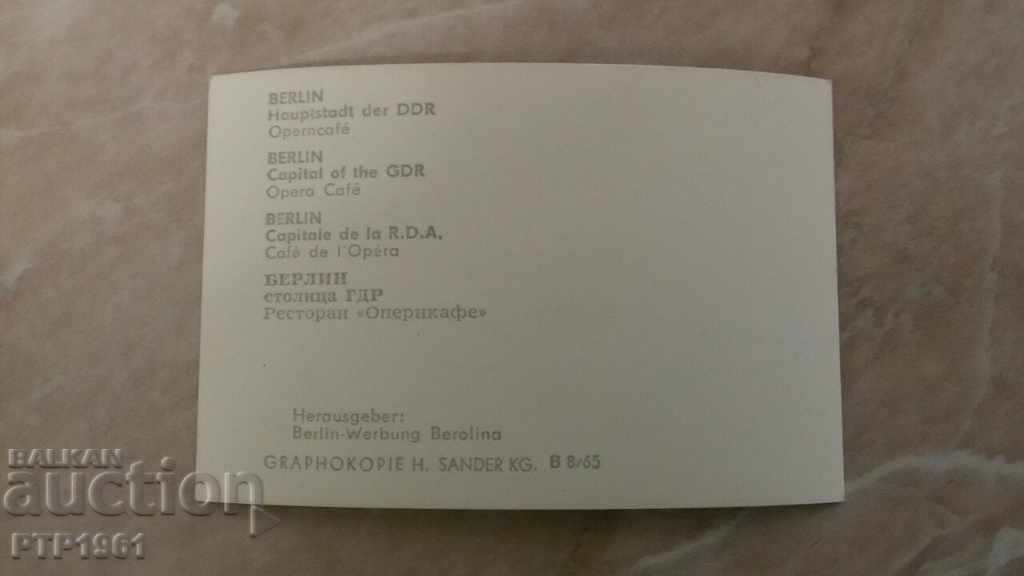 BERLIN
Hauptstadt der DDR
Operncafé
BERLIN
Capital of the GDR
Opera Café
BERLIN
Capitale de la R.D.A.
Café de l'Opéra
БЕРЛИН
столица ГДР
Ресторан «Опернкафе»
Herausgeber:
Berlin-Werbung Berolina
GRAPHOKOPIE H. SANDER KG. B 8/65
BALKAN
auction
PTP1961